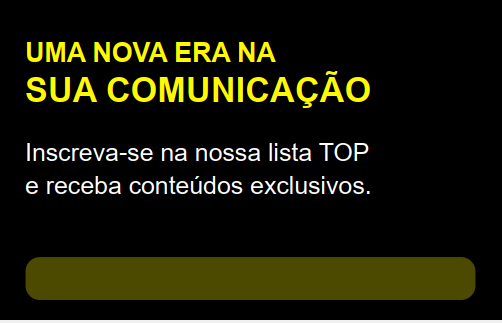 UMA NOVA ERA NA
SUA COMUNICAÇÃO
Inscreva-se na nossa lista TOP
e receba conteúdos exclusivos.